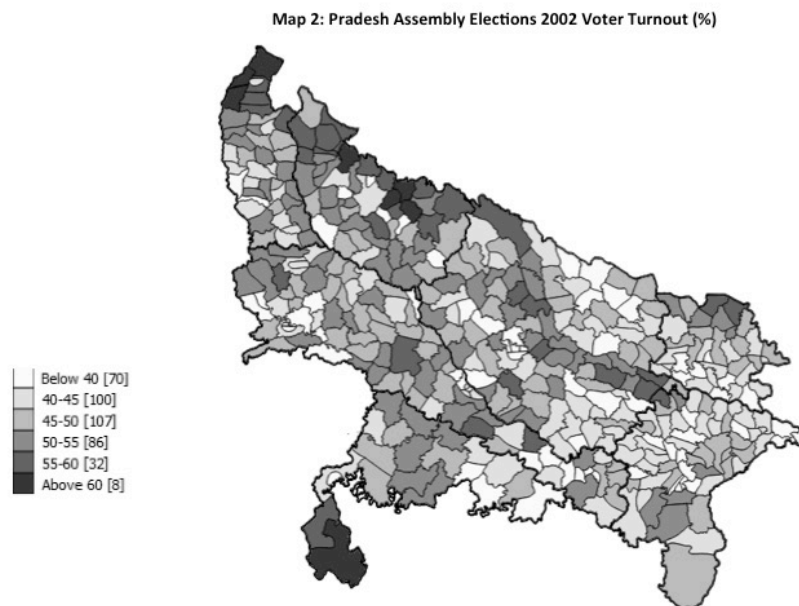 Map 2: Pradesh Assembly Elections 2002 Voter Turnout (%)
Below 40 [70]
40-45 [100]
45-50 [107]
50-55 [86]
55-60 [32]
Above 60 [8]